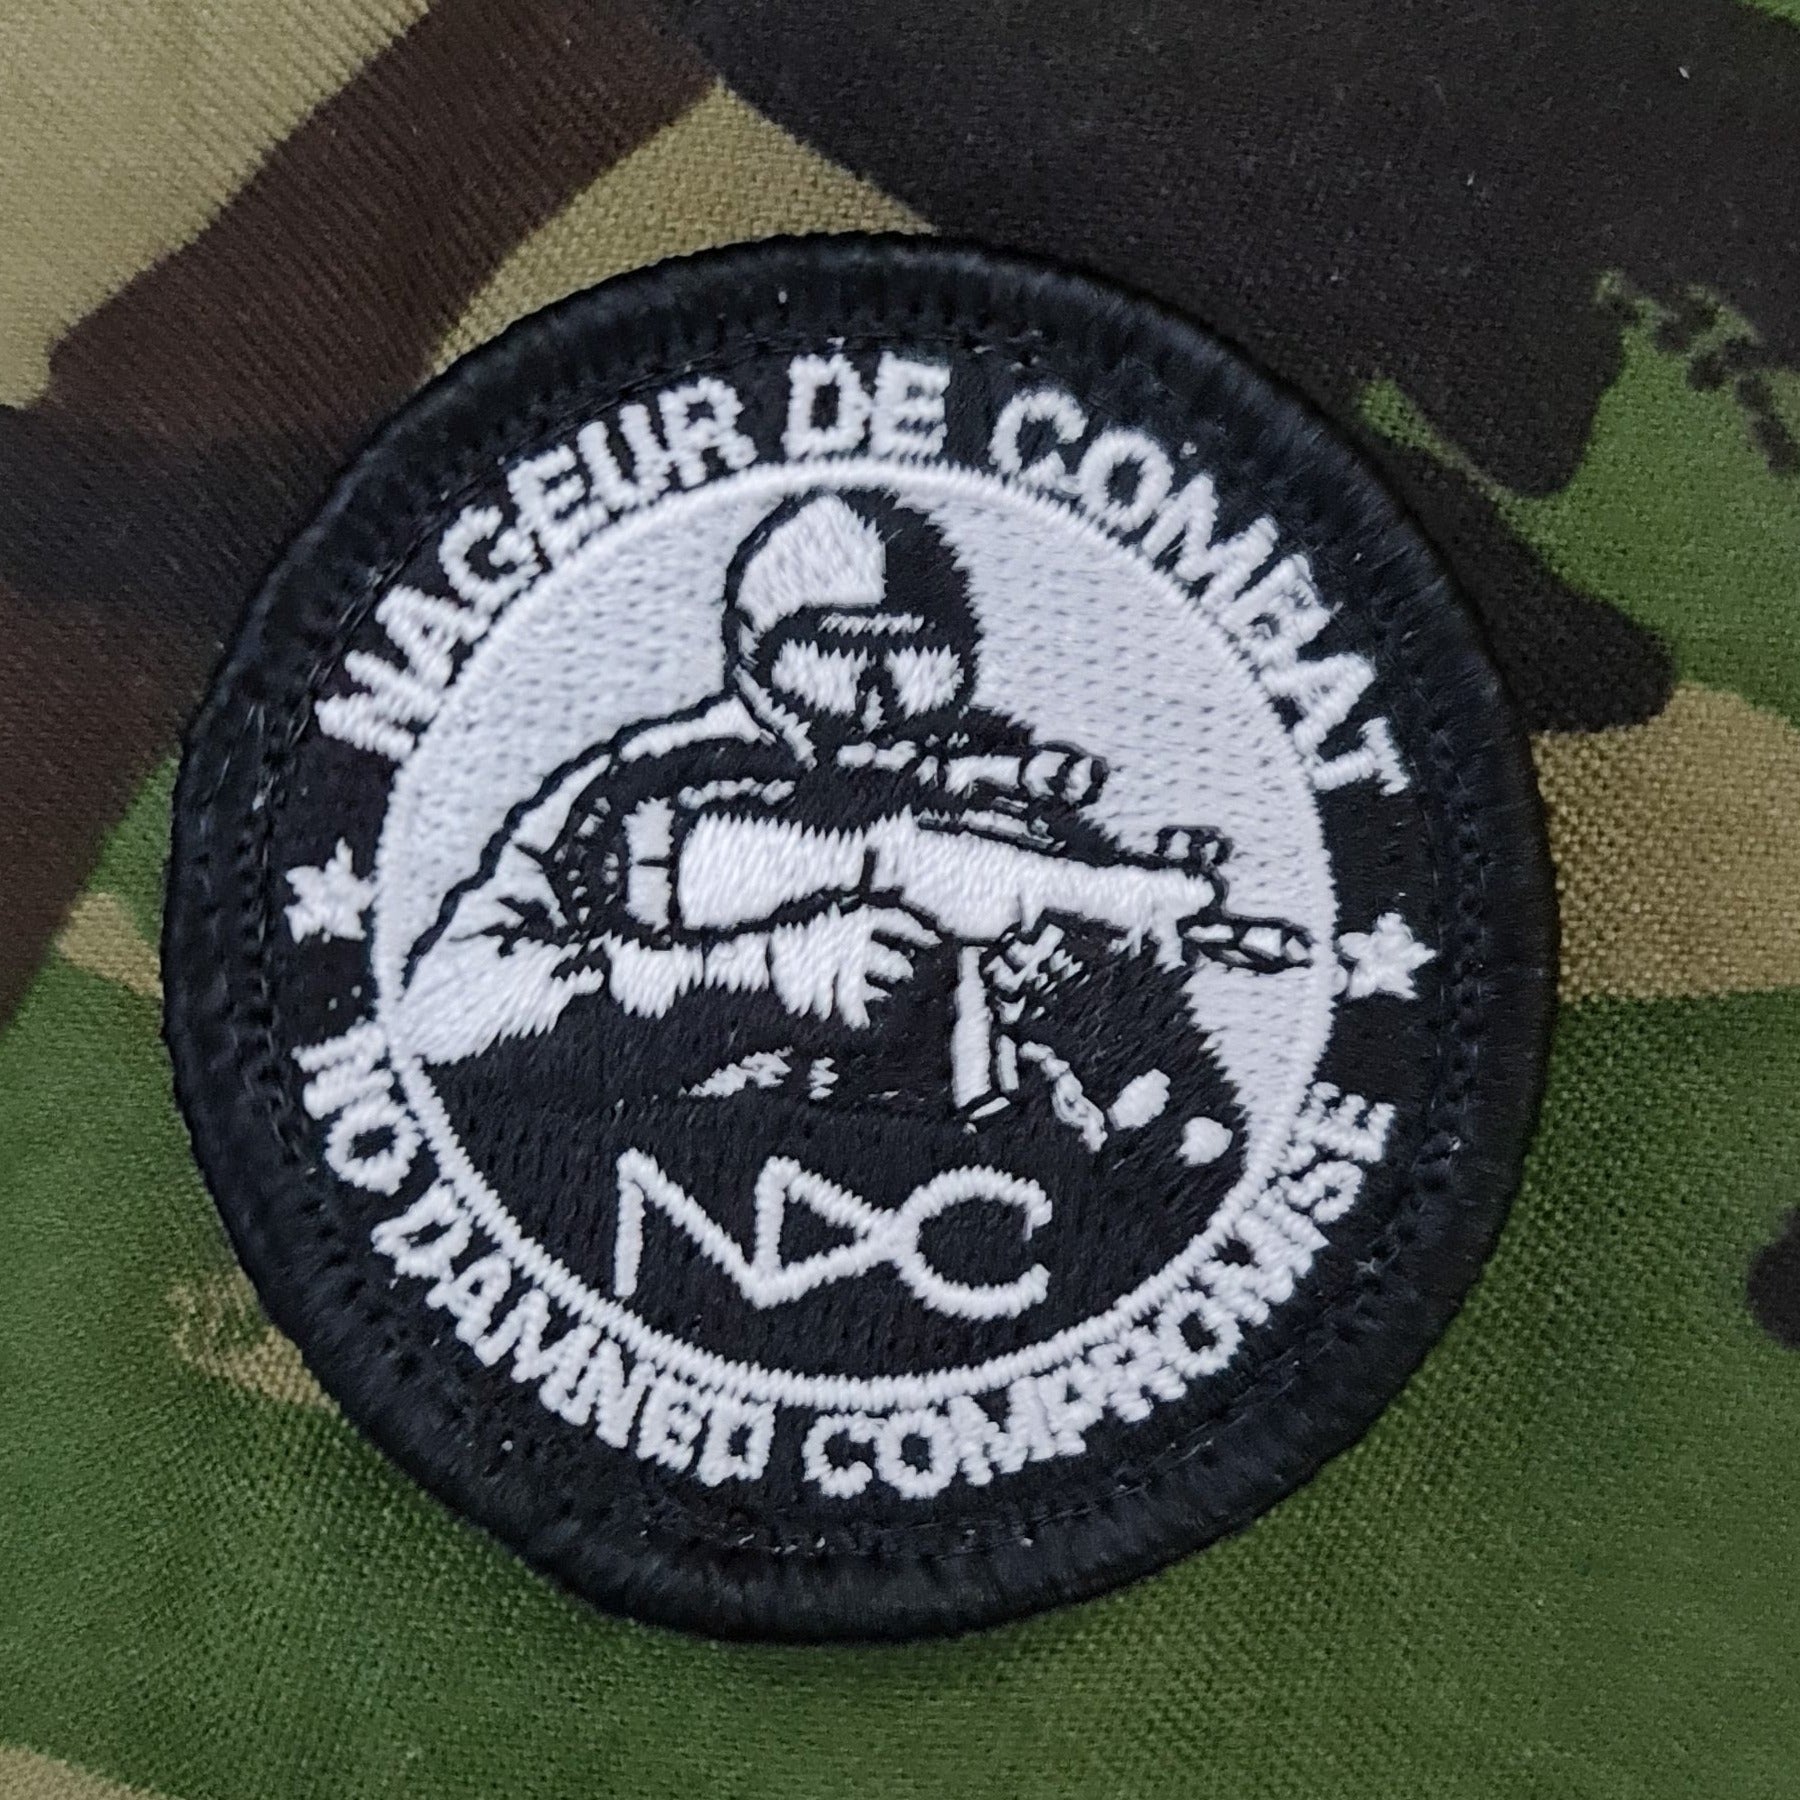 NAGEUR DE COMBAT
NDC
NO DAMNED COMPROMISE